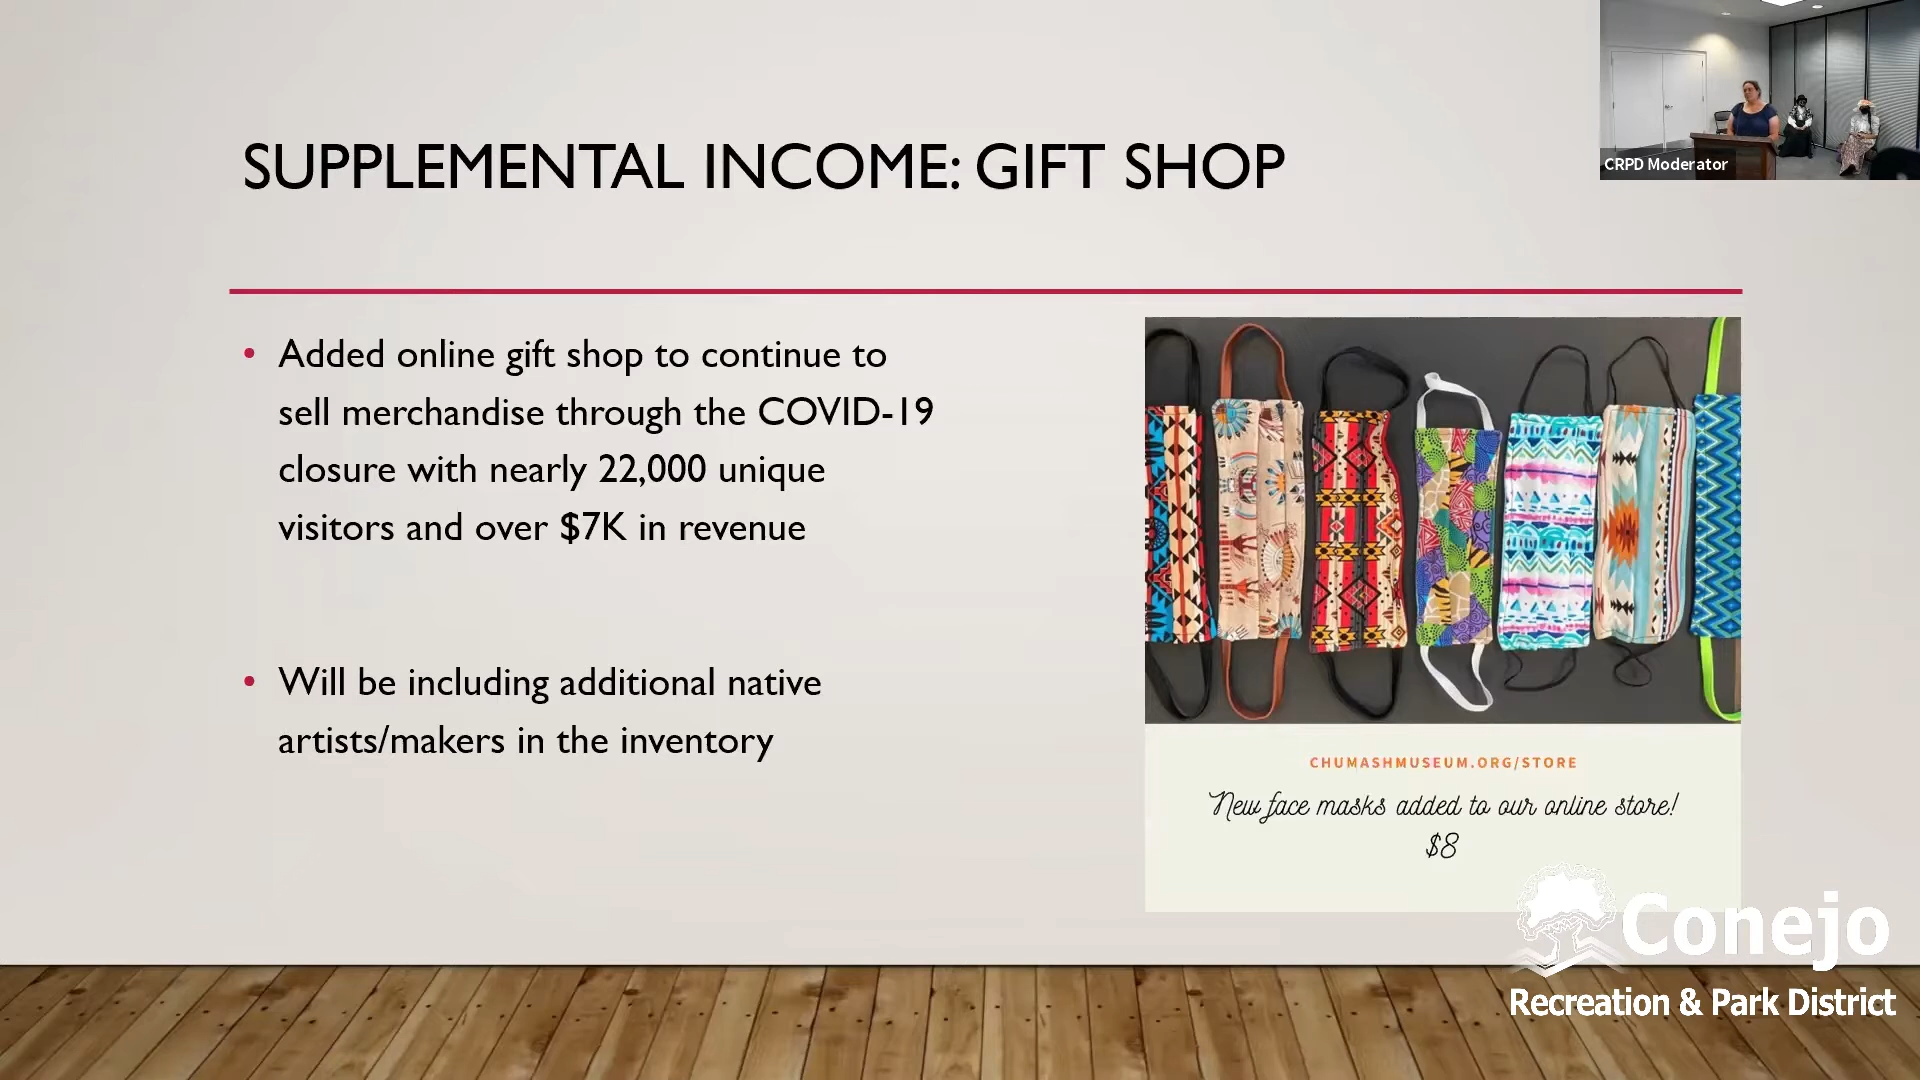 SUPPLEMENTAL INCOME: GIFT SHOP
CRPD Moderator
• Added online gift shop to continue to
sell merchandise through the COVID-19
closure with nearly 22,000 unique
visitors and over $7K in revenue
• Will be including additional native
artists/makers in the inventory
CHUMASHMUSEUM.ORG/STORE
New face masks added to our online store!
$8
Conejo
Recreation & Park District